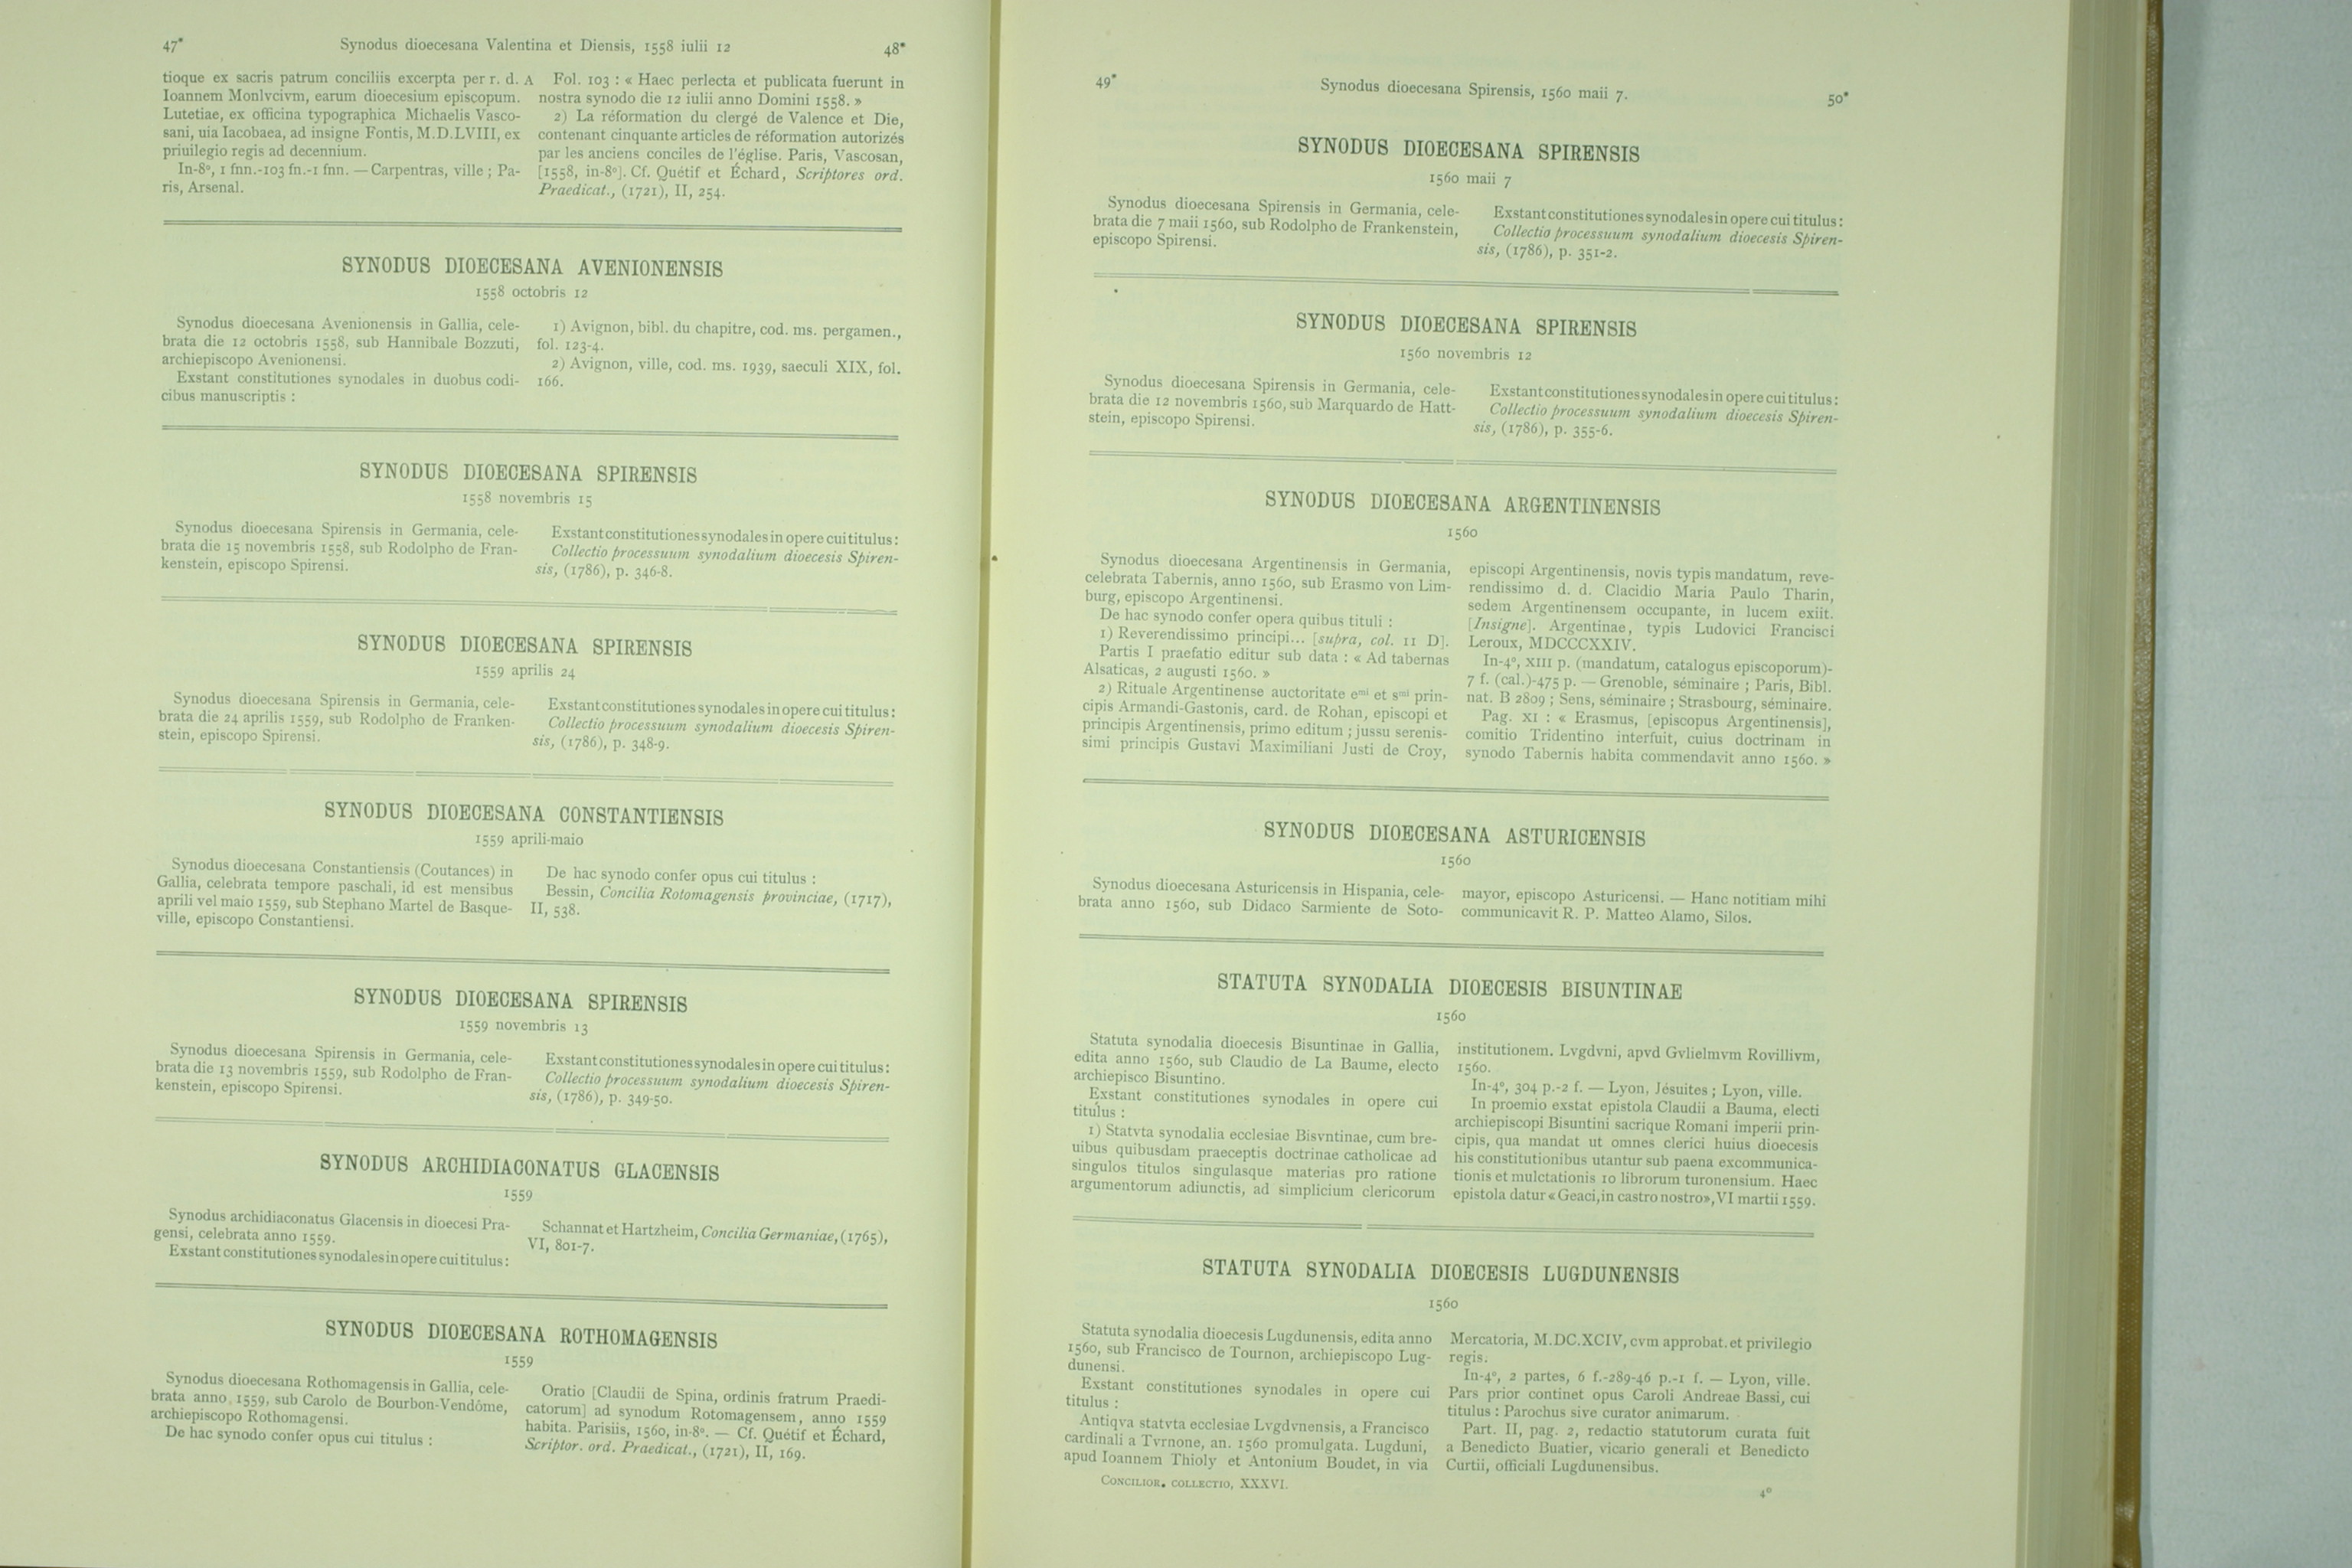 47* Synodus dioecesana Valentina et Diensis, 1558 iulii 12 48*
tioque ex sacris patrum conciliis excerpta per r. d. A
Ioannem Monlvcivm, earum dioecesium episcopum.
Lutetiae, ex officina typographica Michaelis Vasco-
sani, uia Iacobaea, ad insigne Fontis, M.D.LVIII, ex
priuilegio regis ad decennium.
In-8º, 1 fnn.-103 fn.-1 fnn. — Carpentras, ville ; Pa-
ris, Arsenal.
Fol. 103 : « Haec perlecta et publicata fuerunt in
nostra synodo die 12 iulii anno Domini 1558. »
2) La réformation du clergé de Valence et Die,
contenant cinquante articles de réformation autorizés
par les anciens conciles de l'église. Paris, Vascosan,
[1558, in-8º]. Cf. Quétif et Échard, Scriptores ord.
Praedicat., (1721), II, 254.
SYNODUS DIOECESANA AVENIONENSIS
1558 octobris 12
Synodus dioecesana Avenionensis in Gallia, cele-
brata die 12 octobris 1558, sub Hannibale Bozzuti,
archiepiscopo Avenionensi.
Exstant constitutiones synodales in duobus codi-
cibus manuscriptis :
1) Avignon, bibl. du chapitre, cod. ms. pergamen.,
fol. 123-4.
2) Avignon, ville, cod. ms. 1939, saeculi XIX, fol.
166.
SYNODUS DIOECESANA SPIRENSIS
1558 novembris 15
Synodus dioecesana Spirensis in Germania, cele-
brata die 15 novembris 1558, sub Rodolpho de Fran-
kenstein, episcopo Spirensi.
Exstant constitutiones synodales in opere cui titulus :
Collectio processuum synodalium dioecesis Spiren-
sis, (1786), p. 346-8.
SYNODUS DIOECESANA SPIRENSIS
1559 aprilis 24
Synodus dioecesana Spirensis in Germania, cele-
brata die 24 aprilis 1559, sub Rodolpho de Franken-
stein, episcopo Spirensi.
Exstant constitutiones synodales in opere cui titulus :
Collectio processuum synodalium dioecesis Spiren-
sis, (1786), p. 348-9.
SYNODUS DIOECESANA CONSTANTIENSIS
1559 aprili-maio
Synodus dioecesana Constantiensis (Coutances) in
Gallia, celebrata tempore paschali, id est mensibus
aprili vel maio 1559, sub Stephano Martel de Basque-
ville, episcopo Constantiensi.
De hac synodo confer opus cui titulus :
Bessin, Concilia Rotomagensis provinciae, (1717),
II, 538.
SYNODUS DIOECESANA SPIRENSIS
1559 novembris 13
Synodus dioecesana Spirensis in Germania, cele-
brata die 13 novembris 1559, sub Rodolpho de Fran-
kenstein, episcopo Spirensi.
Exstant constitutiones synodales in opere cui titulus :
Collectio processuum synodalium dioecesis Spiren-
sis, (1786), p. 349-50.
SYNODUS ARCHIDIACONATUS GLACENSIS
1559
Synodus archidiaconatus Glacensis in dioecesi Pra-
gensi, celebrata anno 1559.
Exstant constitutiones synodales in opere cui titulus :
Schannat et Hartzheim, Concilia Germaniae, (1765),
VI, 801-7.
SYNODUS DIOECESANA ROTHOMAGENSIS
1559
Synodus dioecesana Rothomagensis in Gallia, cele-
brata anno 1559, sub Carolo de Bourbon-Vendôme,
archiepiscopo Rothomagensi.
De hac synodo confer opus cui titulus :
Oratio [Claudii de Spina, ordinis fratrum Praedi-
catorum] ad synodum Rotomagensem, anno 1559
habita. Parisiis, 1560, in-8º. — Cf. Quétif et Échard,
Scriptor. ord. Praedicat., (1721), II, 169.
49* Synodus dioecesana Spirensis, 1560 maii 7. 50*
SYNODUS DIOECESANA SPIRENSIS
1560 maii 7
Synodus dioecesana Spirensis in Germania, cele-
brata die 7 maii 1560, sub Rodolpho de Frankenstein,
episcopo Spirensi.
Exstant constitutiones synodales in opere cui titulus :
Collectio processuum synodalium dioecesis Spiren-
sis, (1786), p. 351-2.
SYNODUS DIOECESANA SPIRENSIS
1560 novembris 12
Synodus dioecesana Spirensis in Germania, cele-
brata die 12 novembris 1560, sub Marquardo de Hatt-
stein, episcopo Spirensi.
Exstant constitutiones synodales in opere cui titulus :
Collectio processuum synodalium dioecesis Spiren-
sis, (1786), p. 355-6.
SYNODUS DIOECESANA ARGENTINENSIS
1560
Synodus dioecesana Argentinensis in Germania,
celebrata Tabernis, anno 1560, sub Erasmo von Lim-
burg, episcopo Argentinensi.
De hac synodo confer opera quibus tituli :
1) Reverendissimo principi... [supra, col. 11 D].
Partis I praefatio editur sub data : « Ad tabernas
Alsaticas, 2 augusti 1560. »
2) Rituale Argentinense auctoritate emi et smi prin-
cipis Armandi-Gastonis, card. de Rohan, episcopi et
principis Argentinensis, primo editum ; jussu serenis-
simi principis Gustavi Maximiliani Justi de Croy,
episcopi Argentinensis, novis typis mandatum, reve-
rendissimo d. d. Clacidio Maria Paulo Tharin,
sedem Argentinensem occupante, in lucem exiit.
[Insigne]. Argentinae, typis Ludovici Francisci
Leroux, MDCCCXXIV.
In-4º, XIII p. (mandatum, catalogus episcoporum)-
7 f. (cal.)-475 p. — Grenoble, séminaire ; Paris, Bibl.
nat. B 2809 ; Sens, séminaire ; Strasbourg, séminaire.
Pag. XI : « Erasmus, [episcopus Argentinensis],
comitio Tridentino interfuit, cuius doctrinam in
synodo Tabernis habita commendavit anno 1560. »
SYNODUS DIOECESANA ASTURICENSIS
1560
Synodus dioecesana Asturicensis in Hispania, cele-
brata anno 1560, sub Didaco Sarmiente de Soto-
mayor, episcopo Asturicensi. — Hanc notitiam mihi
communicavit R. P. Matteo Alamo, Silos.
STATUTA SYNODALIA DIOECESIS BISUNTINAE
1560
Statuta synodalia dioecesis Bisuntinae in Gallia,
edita anno 1560, sub Claudio de La Baume, electo
archiepisco Bisuntino.
Exstant constitutiones synodales in opere cui
titulus :
1) Statvta synodalia ecclesiae Bisvntinae, cum bre-
uibus quibusdam praeceptis doctrinae catholicae ad
singulos titulos singulasque materias pro ratione
argumentorum adiunctis, ad simplicium clericorum
institutionem. Lvgdvni, apvd Gvlielmvm Rovillivm,
1560.
In-4º, 304 p.-2 f. — Lyon, Jésuites ; Lyon, ville.
In proemio exstat epistola Claudii a Bauma, electi
archiepiscopi Bisuntini sacrique Romani imperii prin-
cipis, qua mandat ut omnes clerici huius dioecesis
his constitutionibus utantur sub paena excommunica-
tionis et mulctationis 10 librorum turonensium. Haec
epistola datur « Geaci, in castro nostro », VI martii 1559.
STATUTA SYNODALIA DIOECESIS LUGDUNENSIS
1560
Statuta synodalia dioecesis Lugdunensis, edita anno
1560, sub Francisco de Tournon, archiepiscopo Lug-
dunensi.
Exstant constitutiones synodales in opere cui
titulus :
Antiqva statvta ecclesiae Lvgdvnensis, a Francisco
cardinali a Tvrnone, an. 1560 promulgata. Lugduni,
apud Ioannem Thioly et Antonium Boudet, in via
Mercatoria, M.DC.XCIV, cvm approbat. et privilegio
regis.
In-4º, 2 partes, 6 f.-289-46 p.-1 f. — Lyon, ville.
Pars prior continet opus Caroli Andreae Bassi, cui
titulus : Parochus sive curator animarum.
Part. II, pag. 2, redactio statutorum curata fuit
a Benedicto Buatier, vicario generali et Benedicto
Curtii, officiali Lugdunensibus.
CONCILIOR. COLLECTIO, XXXVI.
4º